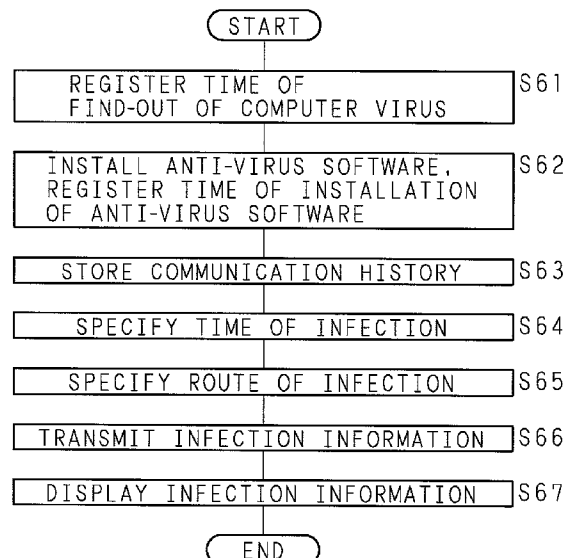 START
REGISTER TIME OF
FIND-OUT OF COMPUTER VIRUS
S61
INSTALL ANTI-VIRUS SOFTWARE,
REGISTER TIME OF INSTALLATION
OF ANTI-VIRUS SOFTWARE
S62
STORE COMMUNICATION HISTORY
S63
SPECIFY TIME OF INFECTION
S64
SPECIFY ROUTE OF INFECTION
S65
TRANSMIT INFECTION INFORMATION
S66
DISPLAY INFECTION INFORMATION
S67
END